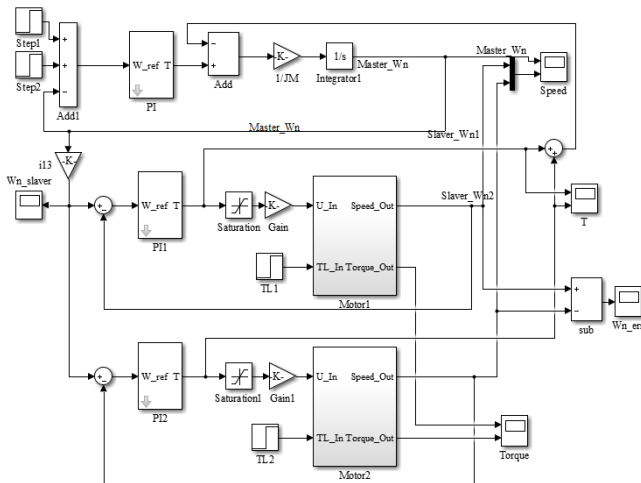 Step1
Step2
+
+
−
Add1
W_ref T
PI
−
+
Add
-K-
1/JM
1/s
Integrator1
Master_Wn
Master_Wn
Speed
Master_Wn
Slaver_Wn1
-K-
i13
Wn_slaver
W_ref T
PI1
Saturation
-K-
Gain
U_In Speed_Out
TL_In Torque_Out
Motor1
TL1
Slaver_Wn2
+
+
T
+
−
sub
Wn_err
W_ref T
PI2
Saturation1
-K-
Gain1
U_In Speed_Out
TL_In Torque_Out
Motor2
TL2
Torque